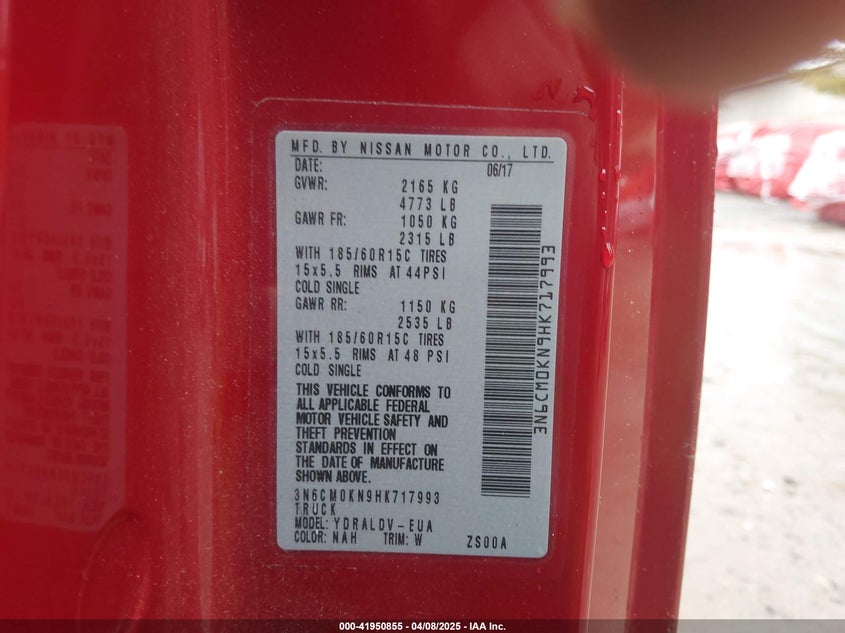 MFD. BY NISSAN MOTOR CO., LTD.
DATE: 06/17
GVWR: 2165 KG
4773 LB
GAWR FR: 1050 KG
2315 LB
WITH 185/60R15C TIRES
15x5.5 RIMS AT 44PSI
COLD SINGLE
GAWR RR: 1150 KG
2535 LB
WITH 185/60R15C TIRES
15x5.5 RIMS AT 48 PSI
COLD SINGLE
THIS VEHICLE CONFORMS TO
ALL APPLICABLE FEDERAL
MOTOR VEHICLE SAFETY AND
THEFT PREVENTION
STANDARDS IN EFFECT ON
THE DATE OF MANUFACTURE
SHOWN ABOVE.
3N6CM0KN9HK717993
TRUCK
MODEL: YDRALDV-EUA
COLOR: NAH TRIM: W ZS00A
3N6CM0KN9HK717993
000-41950855 - 04/08/2025 - IAA Inc.